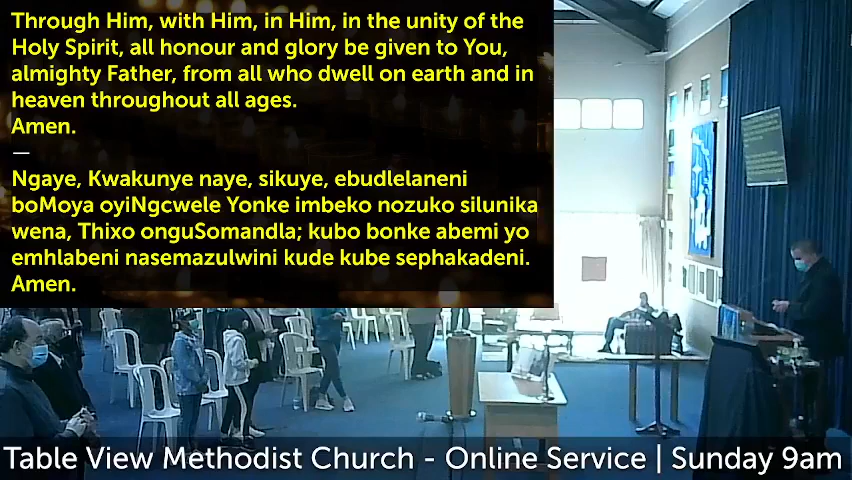 Through Him, with Him, in Him, in the unity of the
Holy Spirit, all honour and glory be given to You,
almighty Father, from all who dwell on earth and in
heaven throughout all ages.
Amen.
—
Ngaye, Kwakunye naye, sikuye, ebudlelaneni
boMoya oyiNgcwele Yonke imbeko nozuko silunika
wena, Thixo onguSomandla; kubo bonke abemi yo
emhlabeni nasemazulwini kude kube sephakadeni.
Amen.
Table View Methodist Church - Online Service | Sunday 9am